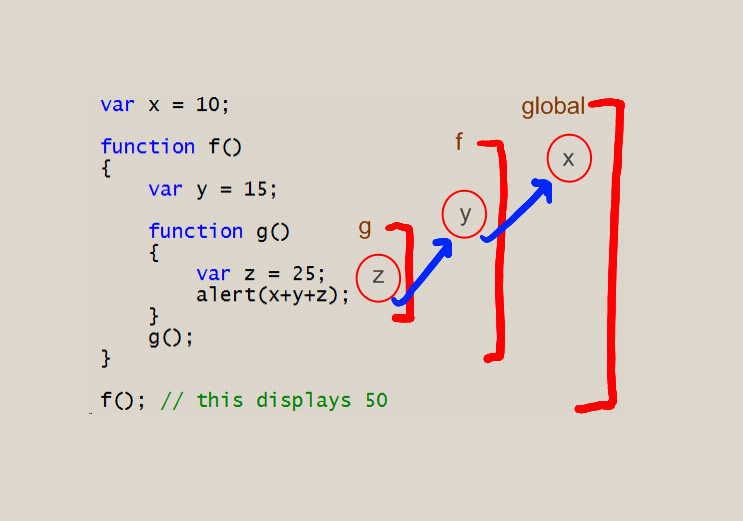 var x = 10;
global
function f()
f
x
{
var y = 15;
y
function g()
g
{
var z = 25;
z
alert(x+y+z);
}
g();
}
f(); // this displays 50